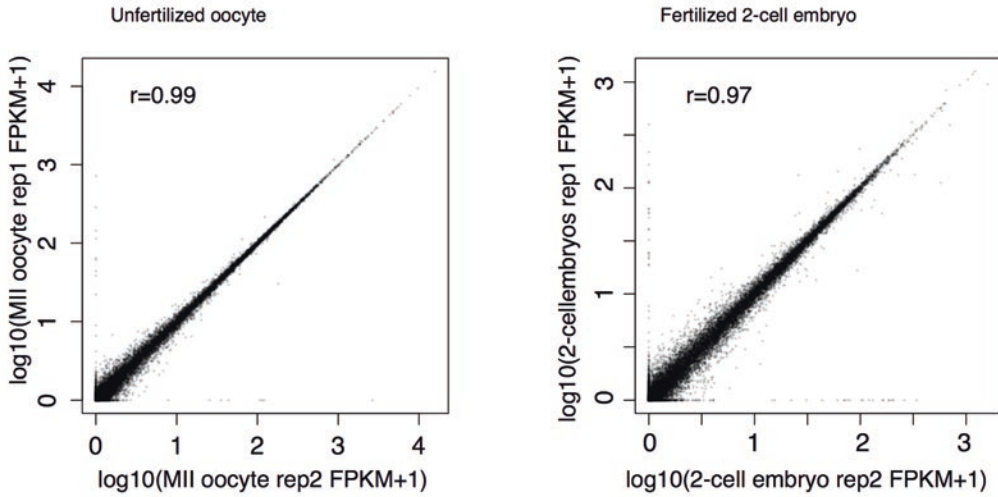 Unfertilized oocyte
r=0.99
log10(MII oocyte rep1 FPKM+1)
4
3
2
1
0
0 1 2 3 4
log10(MII oocyte rep2 FPKM+1)
Fertilized 2-cell embryo
r=0.97
log10(2-cellembryos rep1 FPKM+1)
3
2
1
0
0 1 2 3
log10(2-cell embryo rep2 FPKM+1)